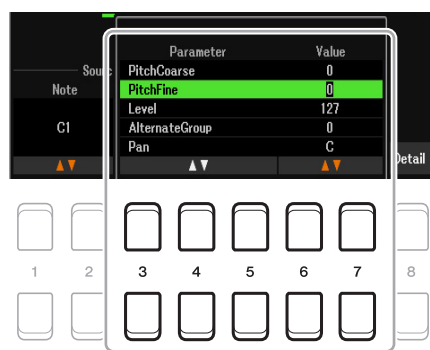 Parameter Value
Sourc
PitchCoarse 0
Note
PitchFine 0
Level 127
C1
AlternateGroup 0
Pan C
Detail
1 2 3 4 5 6 7 8